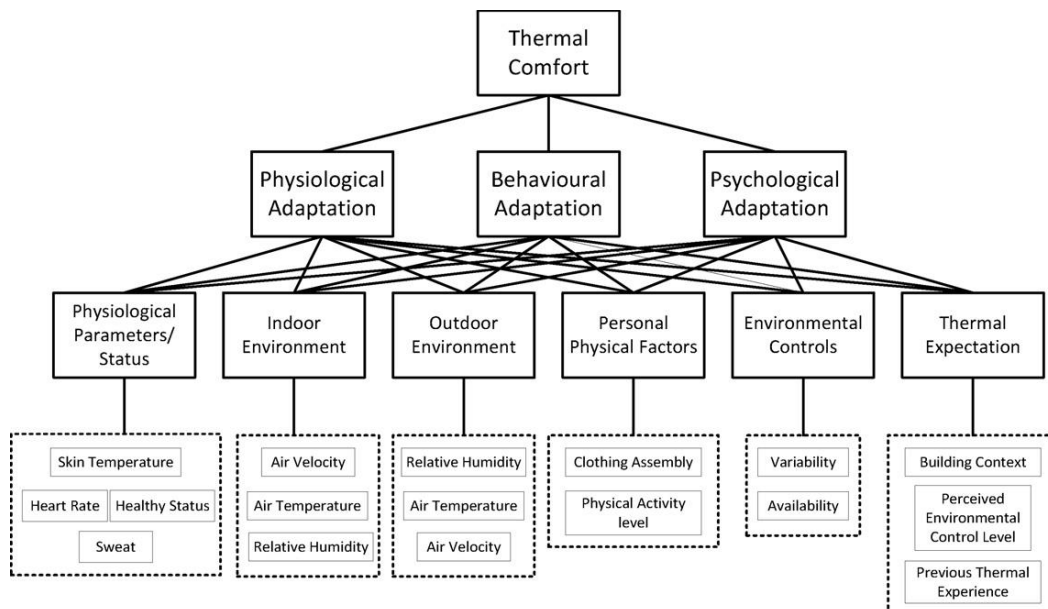 Thermal
Comfort
Physiological
Adaptation
Behavioural
Adaptation
Psychological
Adaptation
Physiological
Parameters/
Status
Indoor
Environment
Outdoor
Environment
Personal
Physical Factors
Environmental
Controls
Thermal
Expectation
Skin Temperature
Heart Rate
Healthy Status
Sweat
Air Velocity
Air Temperature
Relative Humidity
Relative Humidity
Air Temperature
Air Velocity
Clothing Assembly
Physical Activity
level
Variability
Availability
Building Context
Perceived
Environmental
Control Level
Previous Thermal
Experience